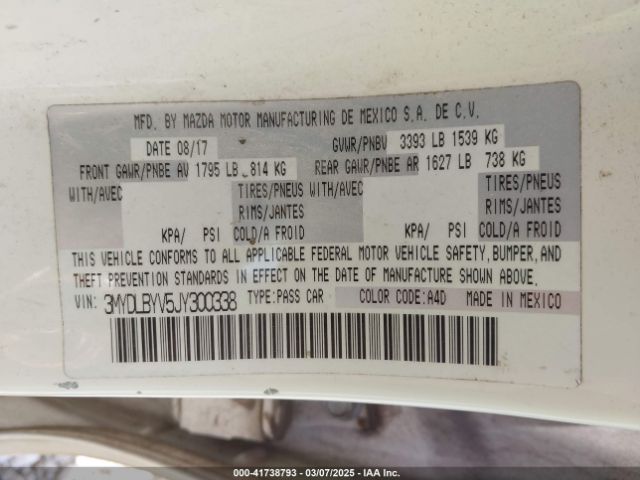 MFD. BY MAZDA MOTOR MANUFACTURING DE MEXICO S.A. DE C.V.
DATE 08/17 GVWR/PNBV 3393 LB 1539 KG
FRONT GAWR/PNBE AV 1795 LB 814 KG REAR GAWR/PNBE AR 1627 LB 738 KG
WITH/AVEC TIRES/PNEUS WITH/AVEC TIRES/PNEUS
RIMS/JANTES RIMS/JANTES
KPA/ PSI COLD/A FROID KPA/ PSI COLD/A FROID
THIS VEHICLE CONFORMS TO ALL APPLICABLE FEDERAL MOTOR VEHICLE SAFETY, BUMPER, AND
THEFT PREVENTION STANDARDS IN EFFECT ON THE DATE OF MANUFACTURE SHOWN ABOVE.
VIN: 3MYDLBYV5JY300338 TYPE: PASS CAR COLOR CODE: A4D MADE IN MEXICO
000-41738793 - 03/07/2025 - IAA Inc.